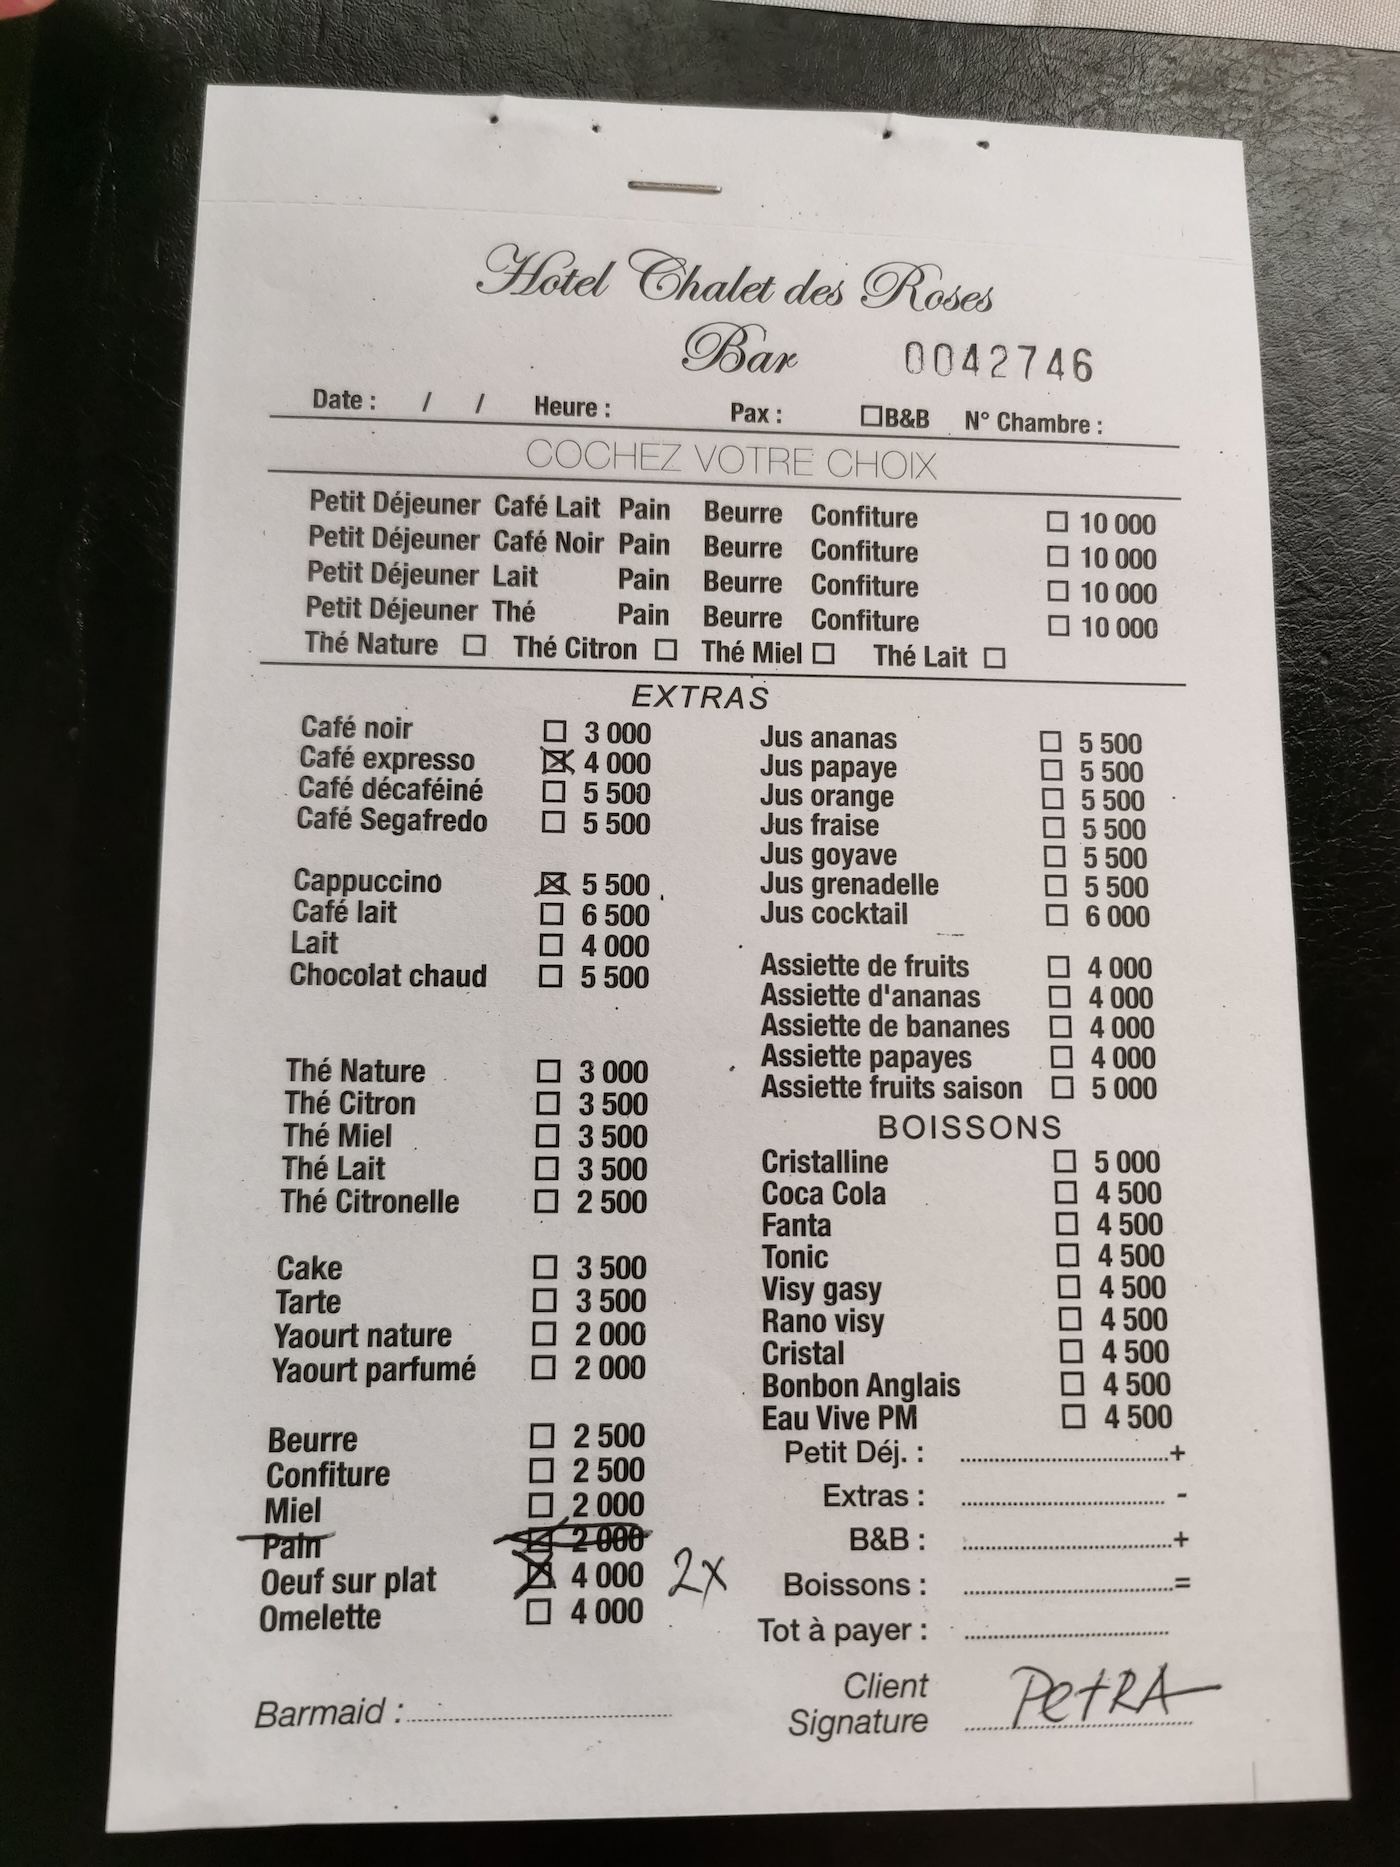 Hotel Chalet des Roses
Bar 0042746
Date : / / Heure : Pax : ☐B&B N° Chambre :
COCHEZ VOTRE CHOIX
Petit Déjeuner Café Lait Pain Beurre Confiture ☐ 10 000
Petit Déjeuner Café Noir Pain Beurre Confiture ☐ 10 000
Petit Déjeuner Lait Pain Beurre Confiture ☐ 10 000
Petit Déjeuner Thé Pain Beurre Confiture ☐ 10 000
Thé Nature ☐ Thé Citron ☐ Thé Miel ☐ Thé Lait ☐
EXTRAS
Café noir ☐ 3 000
Café expresso ☒ 4 000
Café décaféiné ☐ 5 500
Café Segafredo ☐ 5 500
Cappuccino ☒ 5 500
Café lait ☐ 6 500
Lait ☐ 4 000
Chocolat chaud ☐ 5 500
Thé Nature ☐ 3 000
Thé Citron ☐ 3 500
Thé Miel ☐ 3 500
Thé Lait ☐ 3 500
Thé Citronelle ☐ 2 500
Cake ☐ 3 500
Tarte ☐ 3 500
Yaourt nature ☐ 2 000
Yaourt parfumé ☐ 2 000
Beurre ☐ 2 500
Confiture ☐ 2 500
Miel ☐ 2 000
Pain ☒ 2 000
Oeuf sur plat ☒ 4 000 2x
Omelette ☐ 4 000
Barmaid :
Jus ananas ☐ 5 500
Jus papaye ☐ 5 500
Jus orange ☐ 5 500
Jus fraise ☐ 5 500
Jus goyave ☐ 5 500
Jus grenadelle ☐ 5 500
Jus cocktail ☐ 6 000
Assiette de fruits ☐ 4 000
Assiette d'ananas ☐ 4 000
Assiette de bananes ☐ 4 000
Assiette papayes ☐ 4 000
Assiette fruits saison ☐ 5 000
BOISSONS
Cristalline ☐ 5 000
Coca Cola ☐ 4 500
Fanta ☐ 4 500
Tonic ☐ 4 500
Visy gasy ☐ 4 500
Rano visy ☐ 4 500
Cristal ☐ 4 500
Bonbon Anglais ☐ 4 500
Eau Vive PM ☐ 4 500
Petit Déj. : +
Extras : -
B&B : +
Boissons : =
Tot à payer :
Client
Signature PetRA